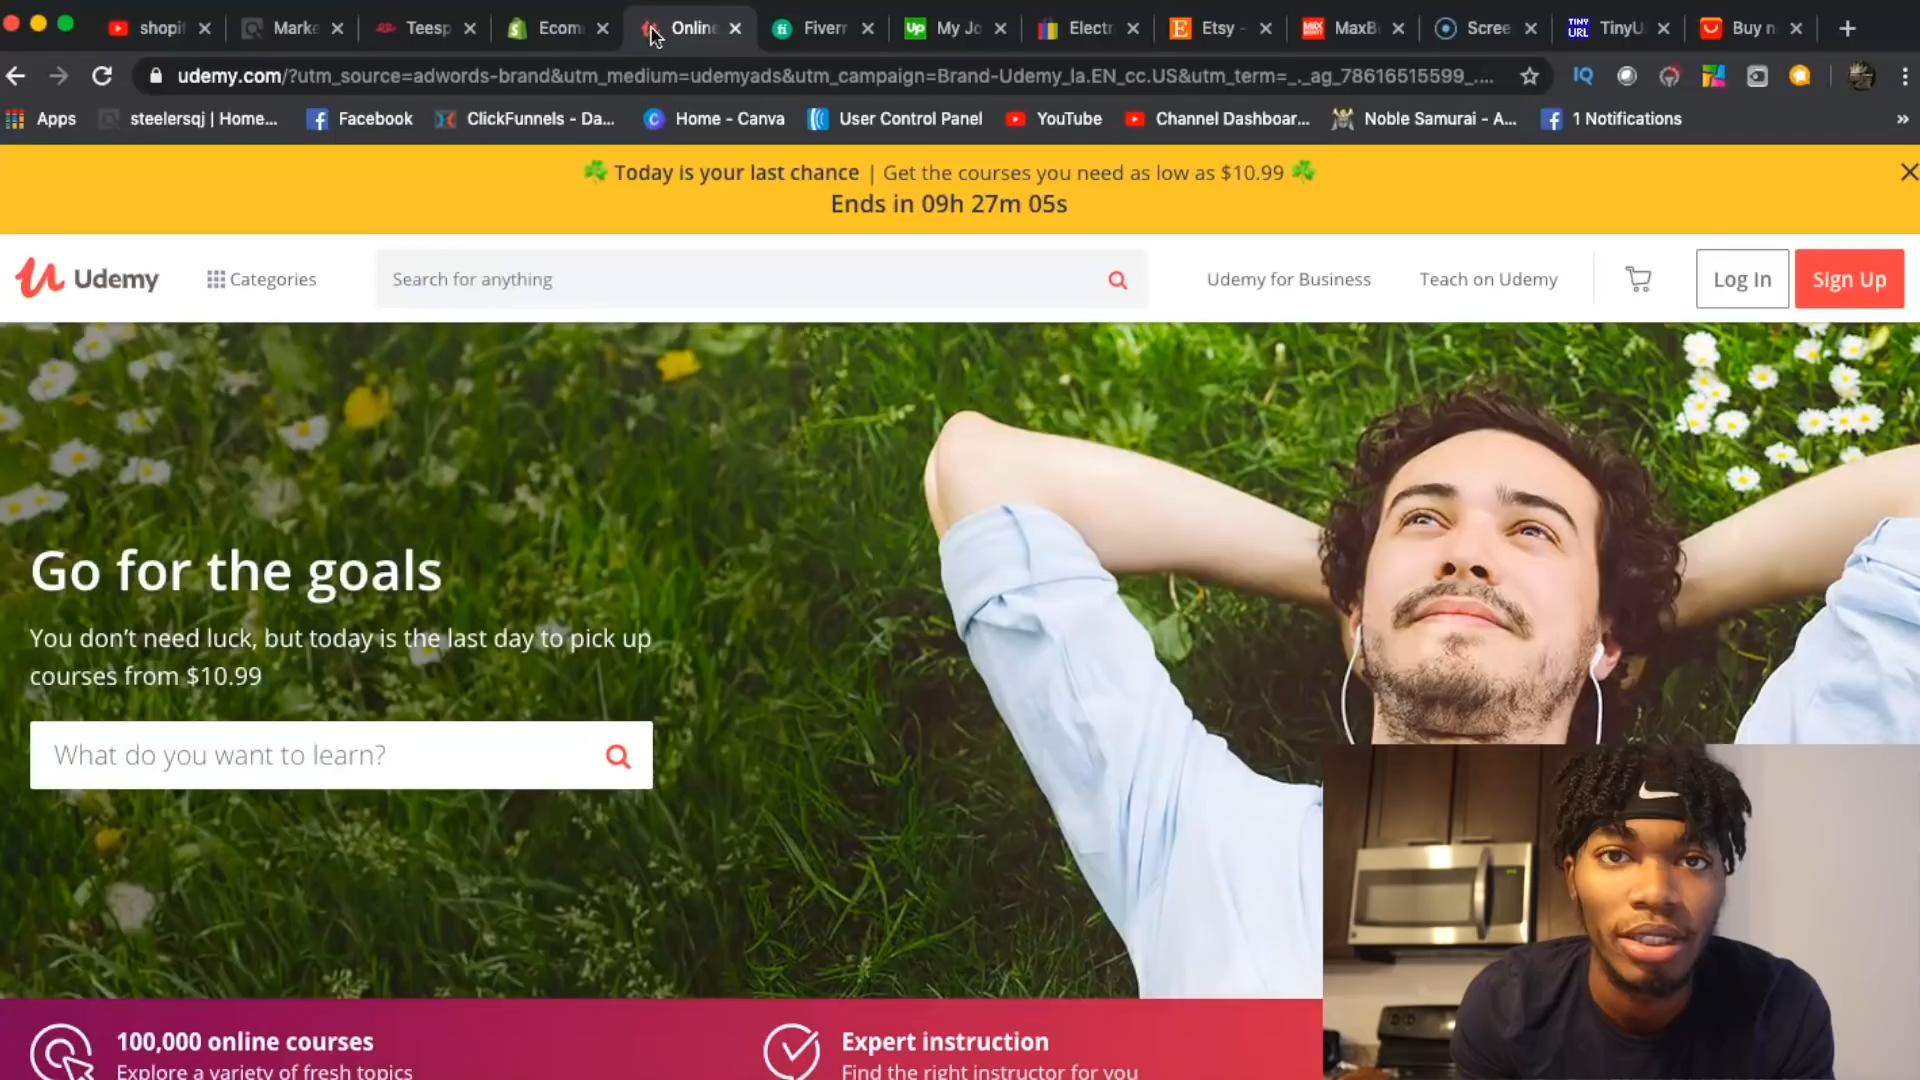 shopif
Marke
Teesp
Ecom
Online
Fiverr
My Jo
Electr
Etsy -
MaxB
Scree
TinyU
Buy n
udemy.com/?utm_source=adwords-brand&utm_medium=udemyads&utm_campaign=Brand-Udemy_la.EN_cc.US&utm_term=_._ag_78616515599_....
Apps
steelersqj | Home...
Facebook
ClickFunnels - Da...
Home - Canva
User Control Panel
YouTube
Channel Dashboar...
Noble Samurai - A...
1 Notifications
»
Today is your last chance | Get the courses you need as low as $10.99
Ends in 09h 27m 05s
Udemy
Categories
Search for anything
Udemy for Business
Teach on Udemy
Log In
Sign Up
Go for the goals
You don't need luck, but today is the last day to pick up
courses from $10.99
What do you want to learn?
100,000 online courses
Explore a variety of fresh topics
Expert instruction
Find the right instructor for you